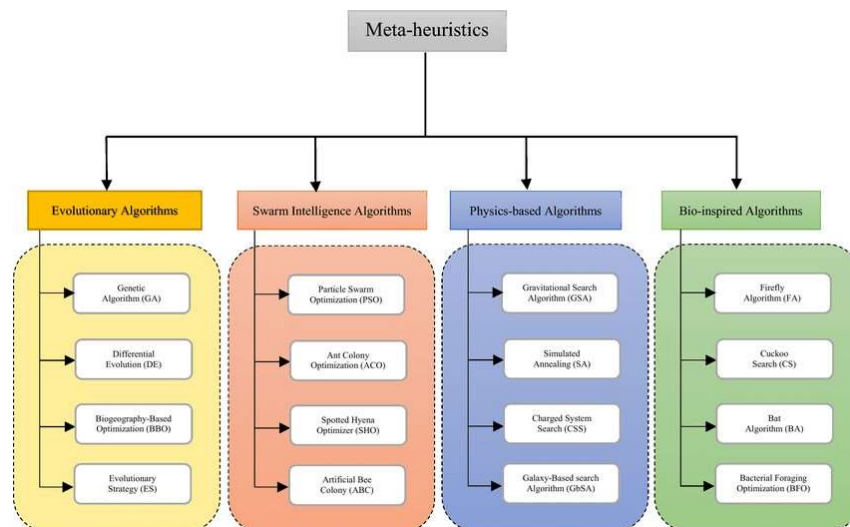 Meta-heuristics
Evolutionary Algorithms
Genetic
Algorithm (GA)
Differential
Evolution (DE)
Biogeography-Based
Optimization (BBO)
Evolutionary
Strategy (ES)
Swarm Intelligence Algorithms
Particle Swarm
Optimization (PSO)
Ant Colony
Optimization (ACO)
Spotted Hyena
Optimizer (SHO)
Artificial Bee
Colony (ABC)
Physics-based Algorithms
Gravitational Search
Algorithm (GSA)
Simulated
Annealing (SA)
Charged System
Search (CSS)
Galaxy-Based search
Algorithm (GbSA)
Bio-inspired Algorithms
Firefly
Algorithm (FA)
Cuckoo
Search (CS)
Bat
Algorithm (BA)
Bacterial Foraging
Optimization (BFO)